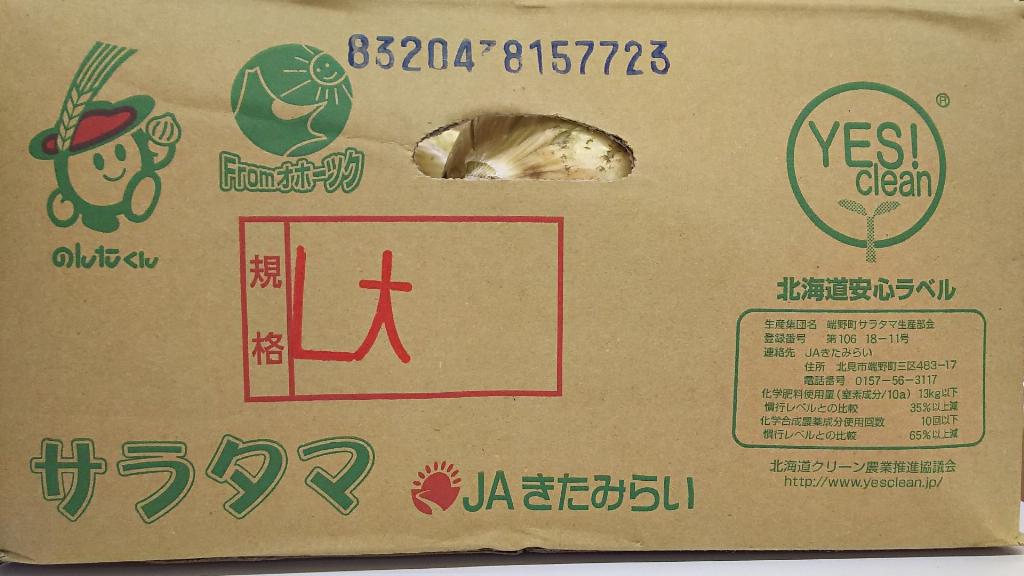 83204 8157723
Fromオホーツク
のんたくん
YES!
clean
®
北海道安心ラベル
規格
L大
生産集団名 端野町サラタマ生産部会
登録番号 第106 18-11号
連絡先 JAきたみらい
住所 北見市端野町三区483-17
電話番号 0157-56-3117
化学肥料使用量(窒素成分/10a) 13kg以下
慣行レベルとの比較 35%以上減
化学合成農薬成分使用回数 10回以下
慣行レベルとの比較 65%以上減
北海道クリーン農業推進協議会
http://www.yesclean.jp/
サラタマ
JAきたみらい